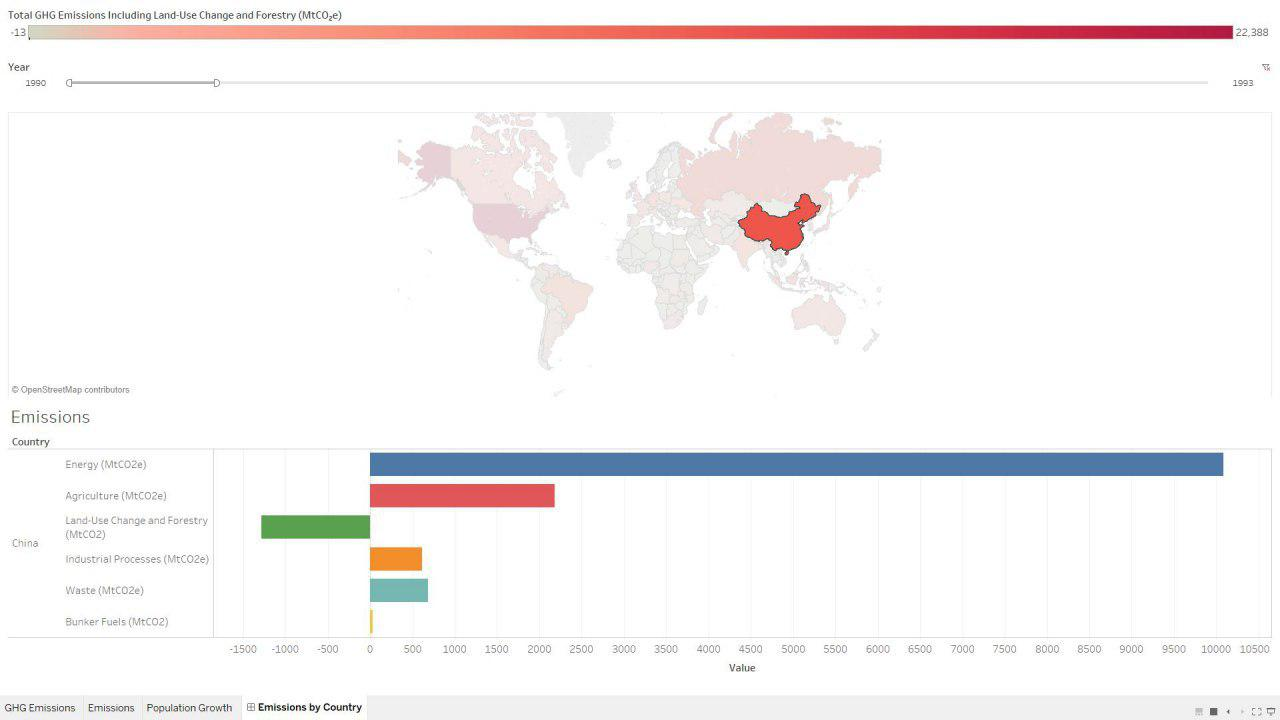 Total GHG Emissions Including Land-Use Change and Forestry (MtCO₂e)
-13 22,388
Year
1990 1993
© OpenStreetMap contributors
Emissions
Country
Energy (MtCO2e)
Agriculture (MtCO2e)
Land-Use Change and Forestry
(MtCO2)
China
Industrial Processes (MtCO2e)
Waste (MtCO2e)
Bunker Fuels (MtCO2)
-1500 -1000 -500 0 500 1000 1500 2000 2500 3000 3500 4000 4500 5000 5500 6000 6500 7000 7500 8000 8500 9000 9500 10000 10500
Value
GHG Emissions Emissions Population Growth Emissions by Country